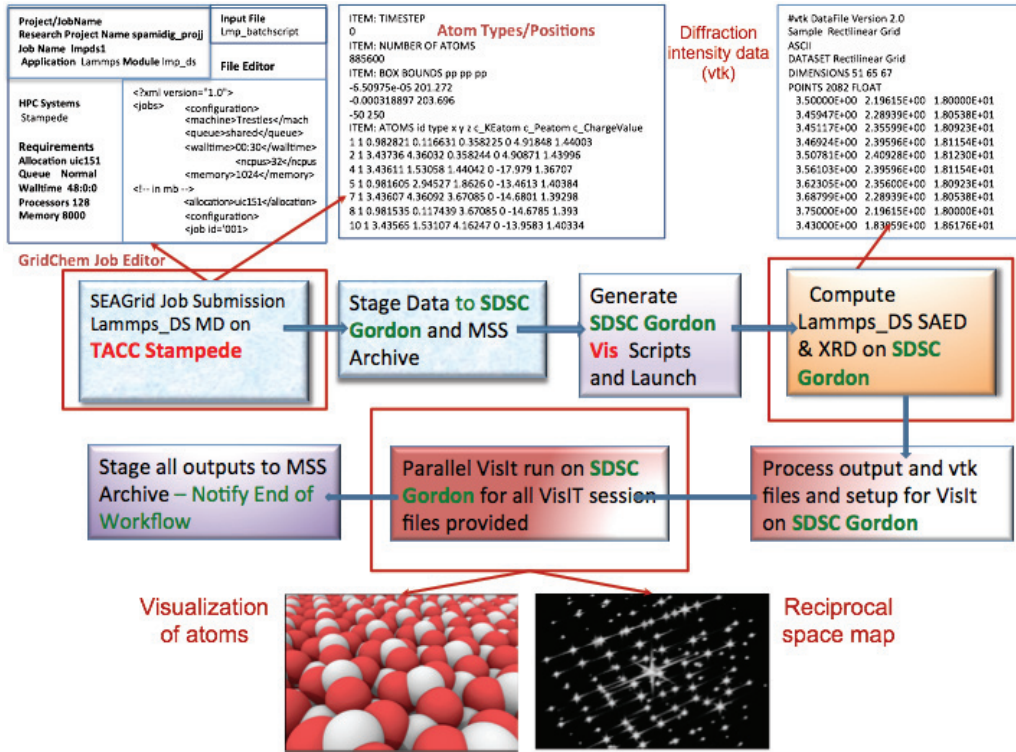 Project/JobName
Research Project Name spamidig_projj
Job Name lmpds1
Application Lammps Module lmp_ds
Input File
Lmp_batchscript
File Editor
HPC Systems
Stampede
Requirements
Allocation uic151
Queue Normal
Walltime 48:0:0
Processors 128
Memory 8000
<?xml version="1.0">
<jobs> <configuration>
<machine>Trestles</mach
<queue>shared</queue>
<walltime>00:30</walltime>
<ncpus>32</ncpus
<memory>1024</memory>
<!-- in mb -->
<allocation>uic151</allocation>
<configuration>
<job id='001>
GridChem Job Editor
ITEM: TIMESTEP
0
Atom Types/Positions
ITEM: NUMBER OF ATOMS
885600
ITEM: BOX BOUNDS pp pp pp
-6.50975e-05 201.272
-0.000318897 203.696
-50 250
ITEM: ATOMS id type x y z c_KEatom c_Peatom c_ChargeValue
1 1 0.982821 0.116631 0.358225 0 4.91848 1.44003
2 1 3.43736 4.36032 0.358244 0 4.90871 1.43996
4 1 3.43611 1.53058 1.44042 0 -17.979 1.36707
5 1 0.981605 2.94527 1.8626 0 -13.4613 1.40384
7 1 3.43607 4.36092 3.67085 0 -14.6801 1.39298
8 1 0.981535 0.117439 3.67085 0 -14.6785 1.393
10 1 3.43565 1.53107 4.16247 0 -13.9583 1.40334
Diffraction
intensity data
(vtk)
#vtk DataFile Version 2.0
Sample Rectilinear Grid
ASCII
DATASET Rectilinear Grid
DIMENSIONS 51 65 67
POINTS 2082 FLOAT
3.50000E+00 2.19615E+00 1.80000E+01
3.45947E+00 2.28939E+00 1.80538E+01
3.45117E+00 2.35599E+00 1.80923E+01
3.46924E+00 2.39596E+00 1.81154E+01
3.50781E+00 2.40928E+00 1.81230E+01
3.56103E+00 2.39596E+00 1.81154E+01
3.62305E+00 2.35600E+00 1.80923E+01
3.68799E+00 2.28939E+00 1.80538E+01
3.75000E+00 2.19615E+00 1.80000E+01
3.43000E+00 1.83959E+00 1.86176E+01
SEAGrid Job Submission
Lammps_DS MD on
TACC Stampede
Stage Data to SDSC
Gordon and MSS
Archive
Generate
SDSC Gordon
Vis Scripts
and Launch
Compute
Lammps_DS SAED
& XRD on SDSC
Gordon
Stage all outputs to MSS
Archive – Notify End of
Workflow
Parallel VisIt run on SDSC
Gordon for all VisIT session
files provided
Process output and vtk
files and setup for VisIt
on SDSC Gordon
Visualization
of atoms
Reciprocal
space map